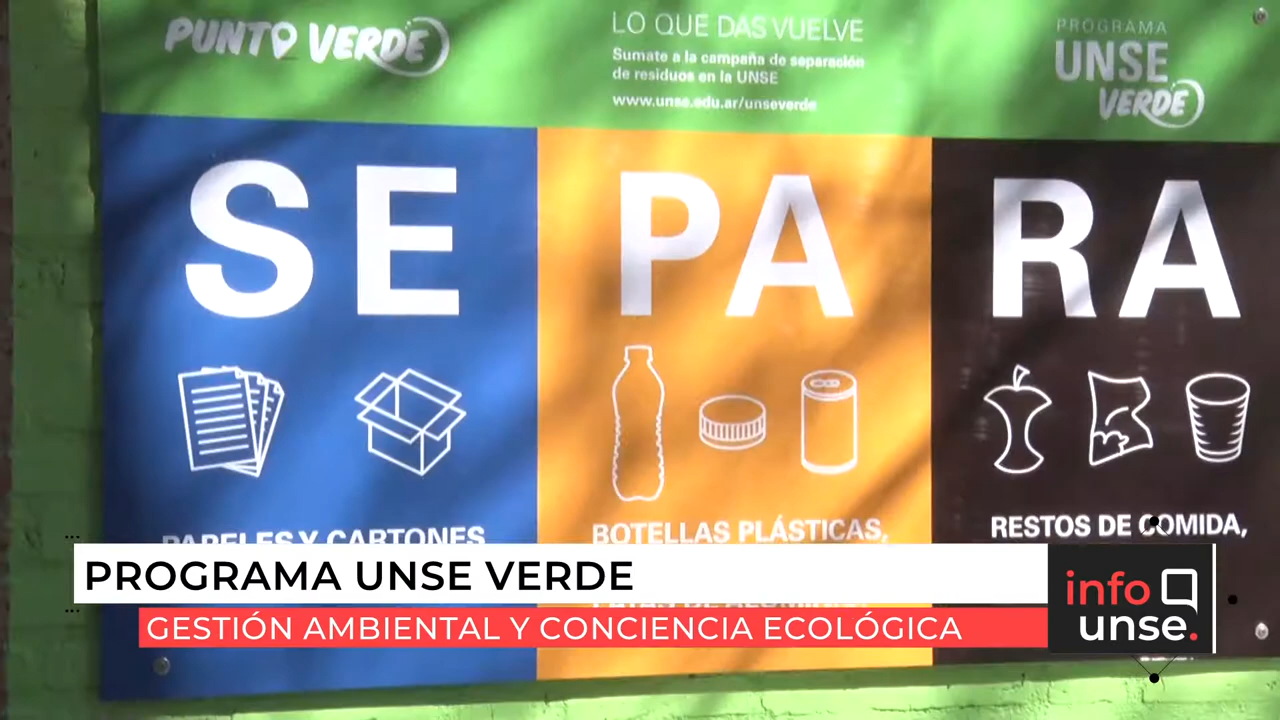 PUNTO VERDE
LO QUE DAS VUELVE
Sumate a la campaña de separación
de residuos en la UNSE
www.unse.edu.ar/unseverde
PROGRAMA
UNSE
VERDE
SE
PA
RA
PAPELES Y CARTONES
BOTELLAS PLÁSTICAS,
RESTOS DE COMIDA,
PROGRAMA UNSE VERDE
GESTIÓN AMBIENTAL Y CONCIENCIA ECOLÓGICA
info
unse.